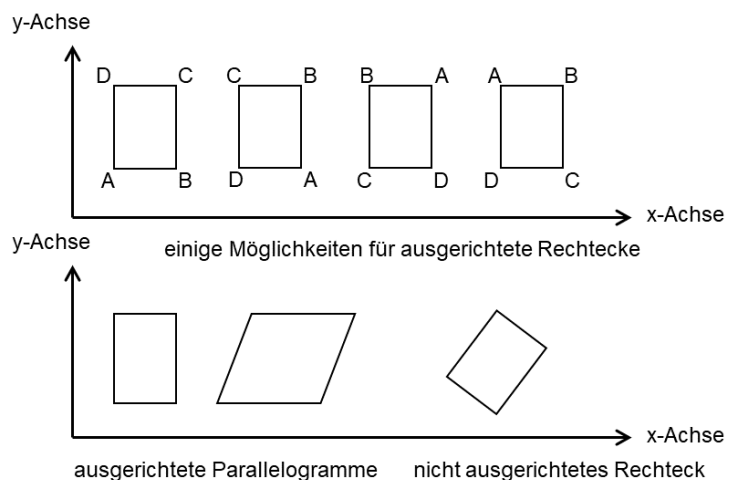 y-Achse
D C C B B A A B
A B D A C D D C
x-Achse
einige Möglichkeiten für ausgerichtete Rechtecke
y-Achse
x-Achse
ausgerichtete Parallelogramme nicht ausgerichtetes Rechteck